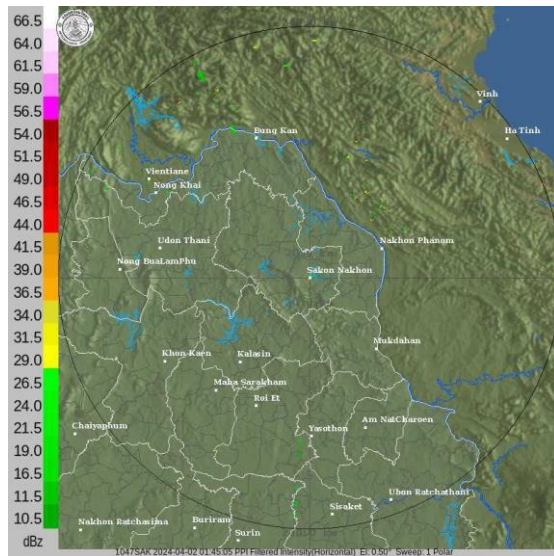 66.5
64.0
61.5
59.0
56.5
54.0
51.5
49.0
46.5
44.0
41.5
39.0
36.5
34.0
31.5
29.0
26.5
24.0
21.5
19.0
16.5
14.0
11.5
10.5
dBz
Vinh
Ha Tinh
Bung Kan
Vientiane
Nong Khai
Udon Thani
Nakhon Phanom
Nong BuaLamPhu
Sakon Nakhon
Mukdahan
Khon Kaen
Kalasin
Maha Sarakham
Roi Et
Chaiyaphum
Yasothon
Am NatCharoen
Ubon Ratchathani
Sisaket
Nakhon Ratchasima
Buriram
Surin
1047SAK 2024-04-02 01:45:05 PPI Filtered Intensity(Horizontal) El: 0.50° Sweep: 1 Polar